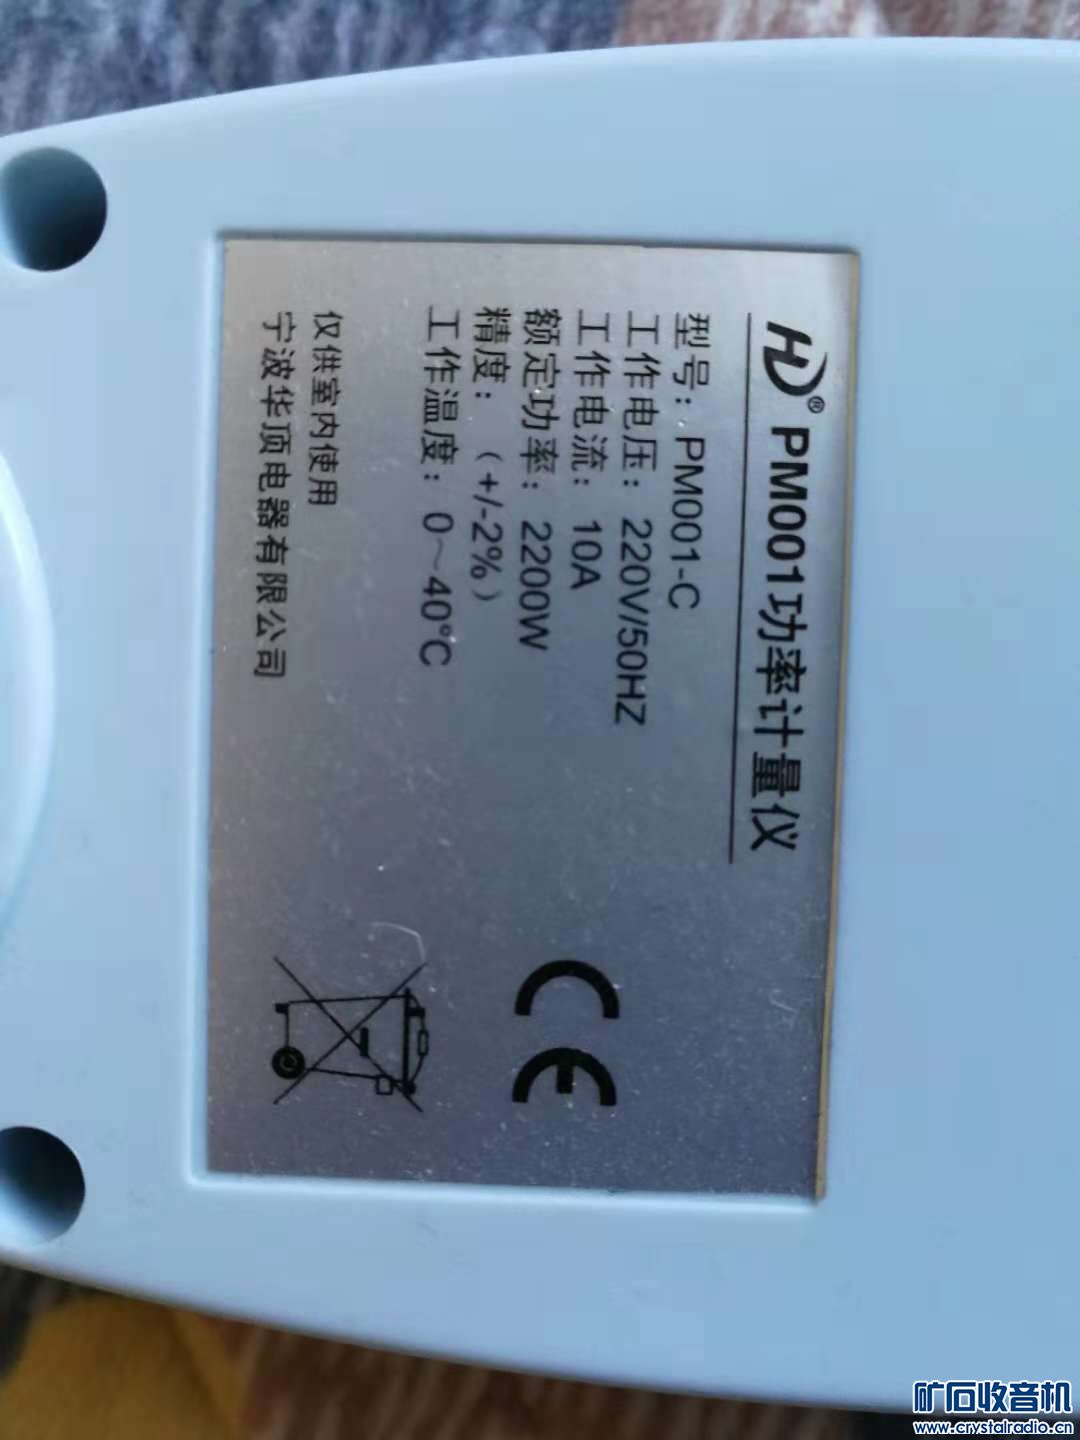 HD® PM001功率计量仪
型号：PM001-C
工作电压：220V/50HZ
工作电流：10A
额定功率：2200W
精度：（+/-2%）
工作温度：0～40°C
仅供室内使用
宁波华顶电器有限公司
CE
矿石收音机
www.crystalradio.cn